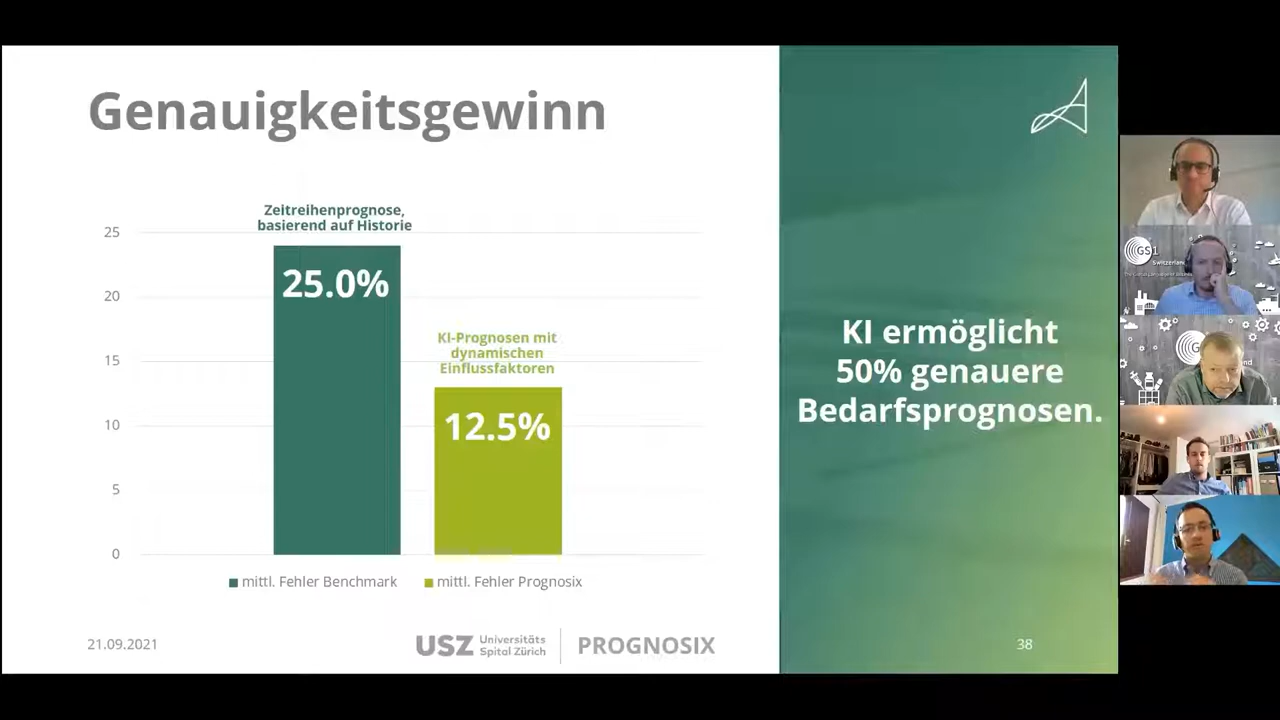 Genauigkeitsgewinn
Zeitreihenprognose,
basierend auf Historie
25
20
15
10
5
0
25.0%
KI-Prognosen mit
dynamischen
Einflussfaktoren
12.5%
mittl. Fehler Benchmark
mittl. Fehler Prognosix
21.09.2021
USZ Universitäts
Spital Zürich
PROGNOSIX
KI ermöglicht
50% genauere
Bedarfsprognosen.
38
GS1
Switzerland